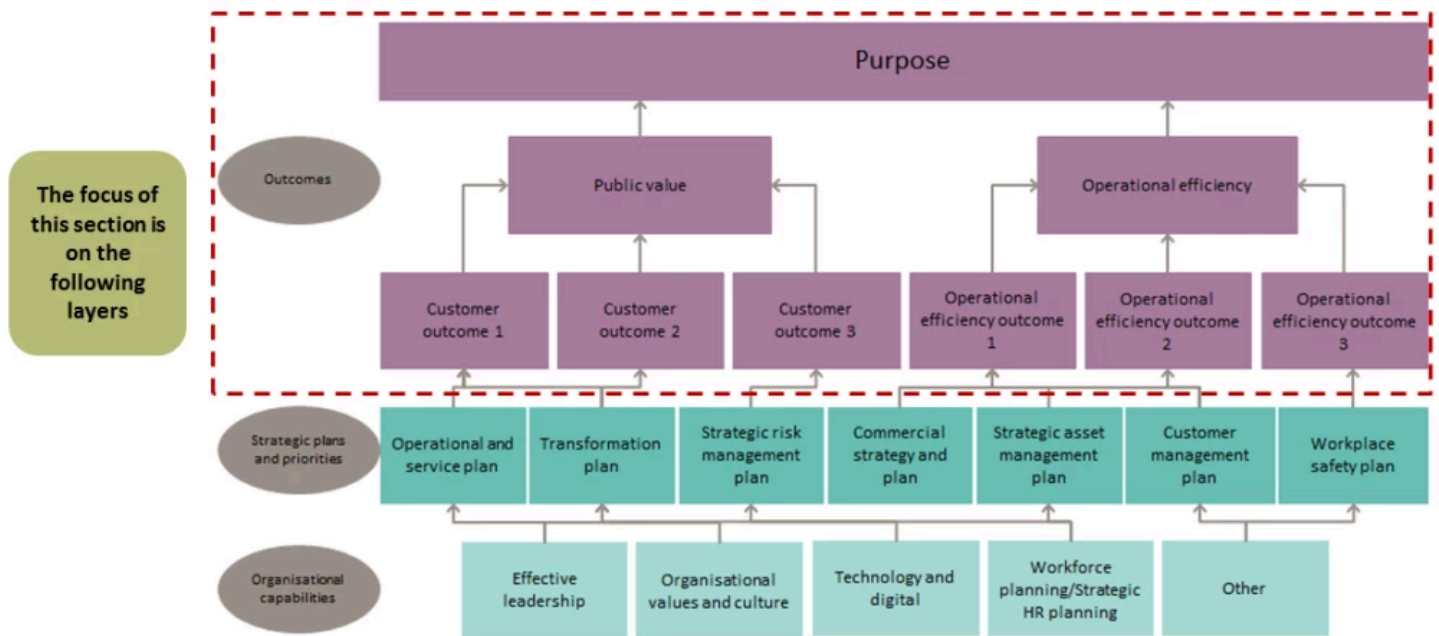 Purpose
The focus of
this section is
on the
following
layers
Outcomes
Public value
Operational efficiency
Customer
outcome 1
Customer
outcome 2
Customer
outcome 3
Operational
efficiency outcome
1
Operational
efficiency outcome
2
Operational
efficiency outcome
3
Strategic plans
and priorities
Operational and
service plan
Transformation
plan
Strategic risk
management
plan
Commercial
strategy and
plan
Strategic asset
management
plan
Customer
management
plan
Workplace
safety plan
Organisational
capabilities
Effective
leadership
Organisational
values and culture
Technology and
digital
Workforce
planning/Strategic
HR planning
Other